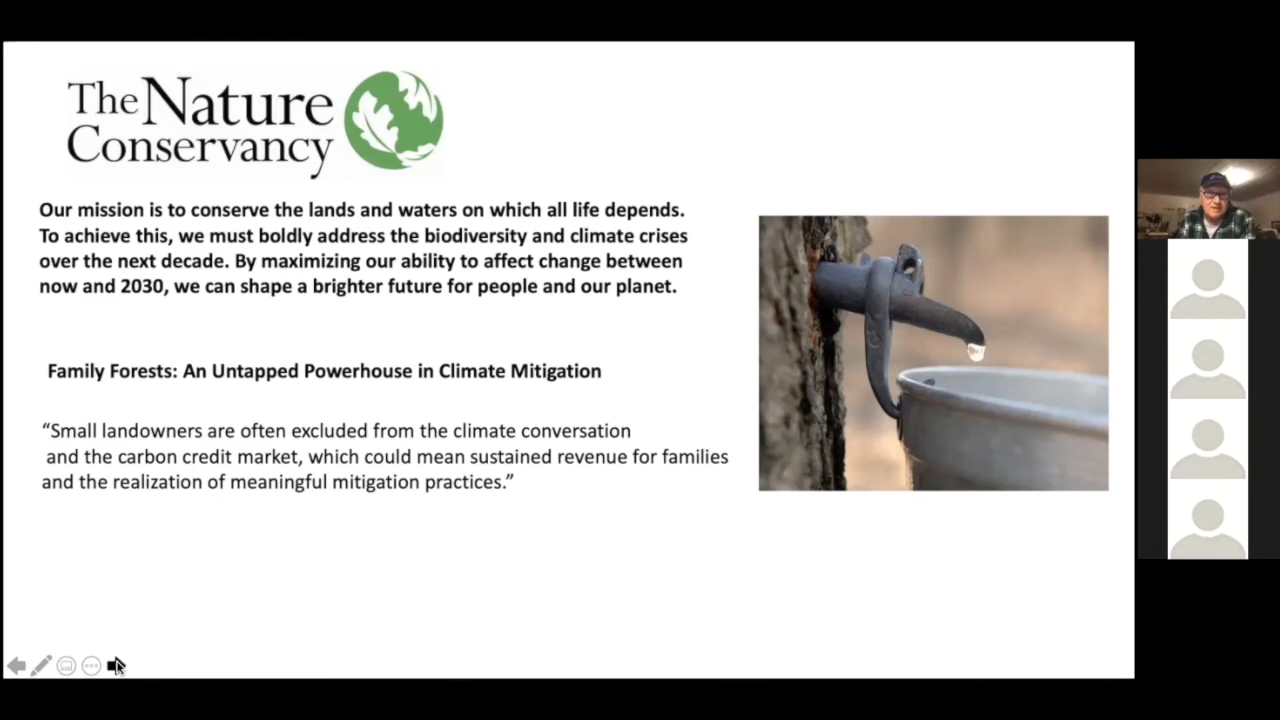 The Nature
Conservancy
Our mission is to conserve the lands and waters on which all life depends.
To achieve this, we must boldly address the biodiversity and climate crises
over the next decade. By maximizing our ability to affect change between
now and 2030, we can shape a brighter future for people and our planet.
Family Forests: An Untapped Powerhouse in Climate Mitigation
“Small landowners are often excluded from the climate conversation
and the carbon credit market, which could mean sustained revenue for families
and the realization of meaningful mitigation practices.”